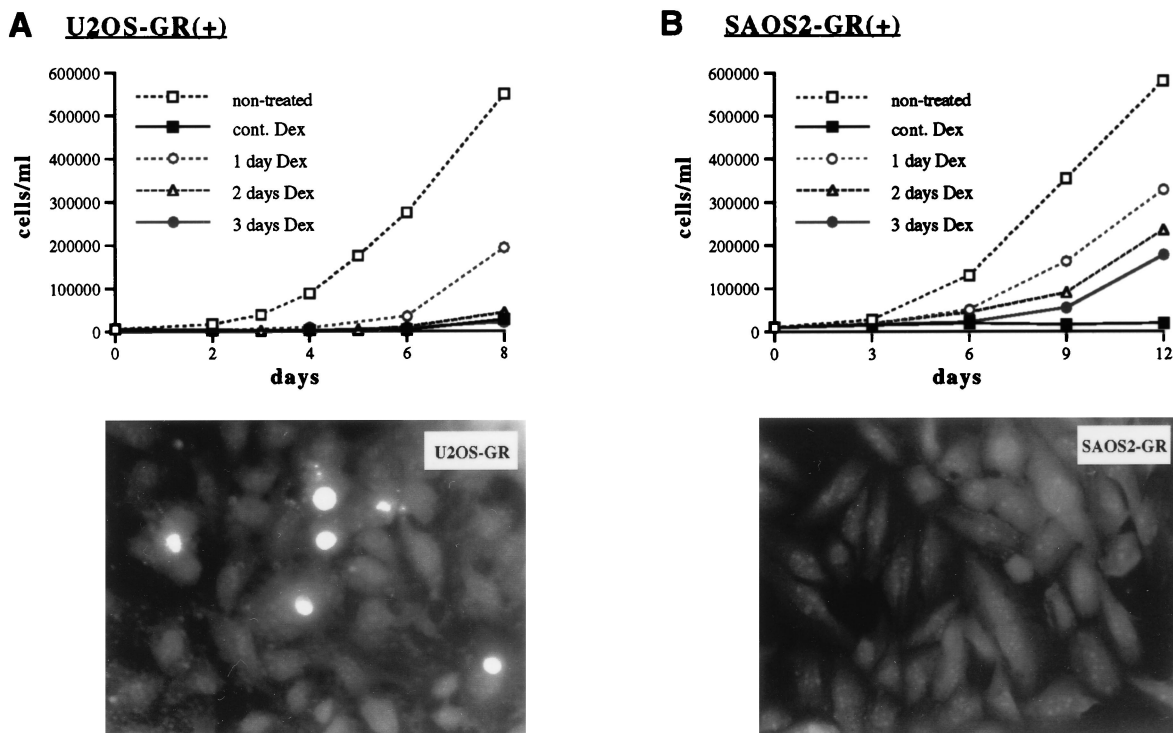 A U2OS-GR(+)
600000
500000
400000
300000
200000
100000
0
cells/ml
non-treated
cont. Dex
1 day Dex
2 days Dex
3 days Dex
0 2 4 6 8
days
U2OS-GR
B SAOS2-GR(+)
600000
500000
400000
300000
200000
100000
0
cells/ml
non-treated
cont. Dex
1 day Dex
2 days Dex
3 days Dex
0 3 6 9 12
days
SAOS2-GR